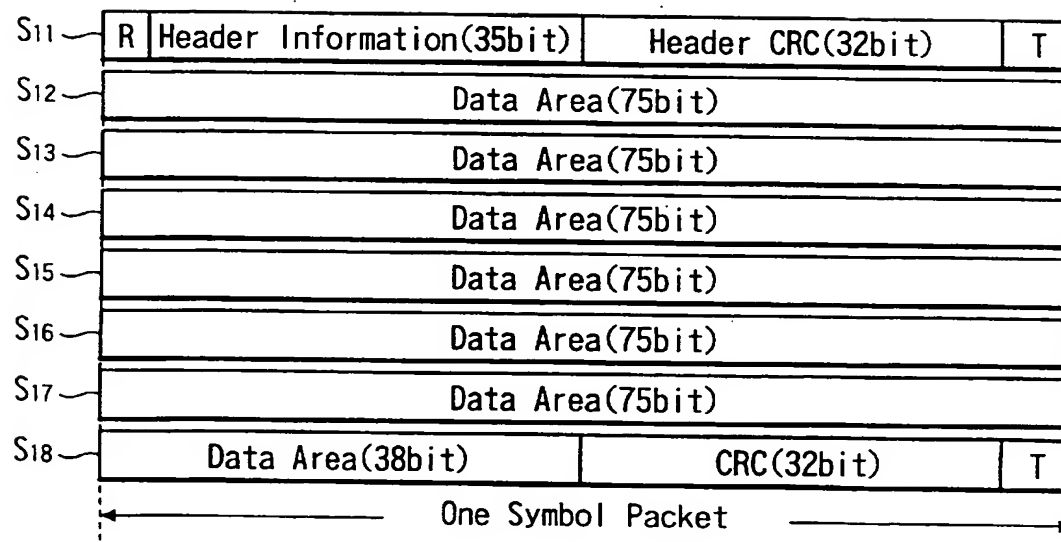 S11 R Header Information(35bit) Header CRC(32bit) T
S12 Data Area(75bit)
S13 Data Area(75bit)
S14 Data Area(75bit)
S15 Data Area(75bit)
S16 Data Area(75bit)
S17 Data Area(75bit)
S18 Data Area(38bit) CRC(32bit) T
One Symbol Packet